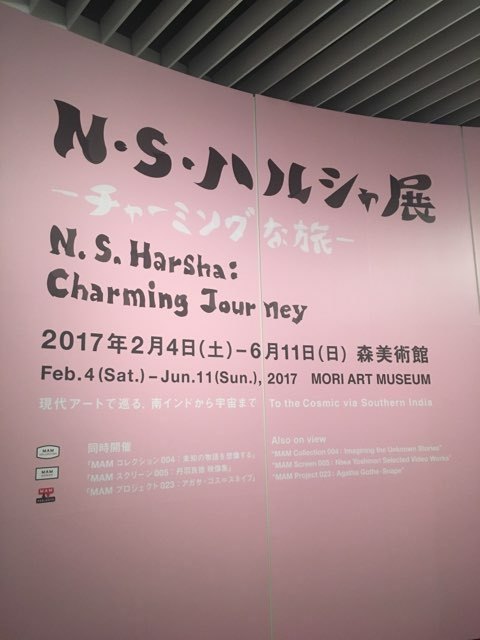 N・S・ハルシャ展
ーチャーミングな旅ー
N. S. Harsha:
Charming Journey
2017年2月4日(土)－6月11日(日) 森美術館
Feb. 4 (Sat.) – Jun. 11 (Sun.), 2017 MORI ART MUSEUM
現代アートで巡る、南インドから宇宙まで To the Cosmic via Southern India
同時開催
「MAM コレクション 004：未知の物語を想像する」
「MAM スクリーン 005：丹羽良徳 映像集」
「MAM プロジェクト 023：アガサ・ゴス＝スネイプ」
Also on view
"MAM Collection 004: Imagining the Unknown Stories"
"MAM Screen 005: Niwa Yoshinori Selected Video Works"
"MAM Project 023: Agatha Gothe-Snape"
MAM
MAM
MAM